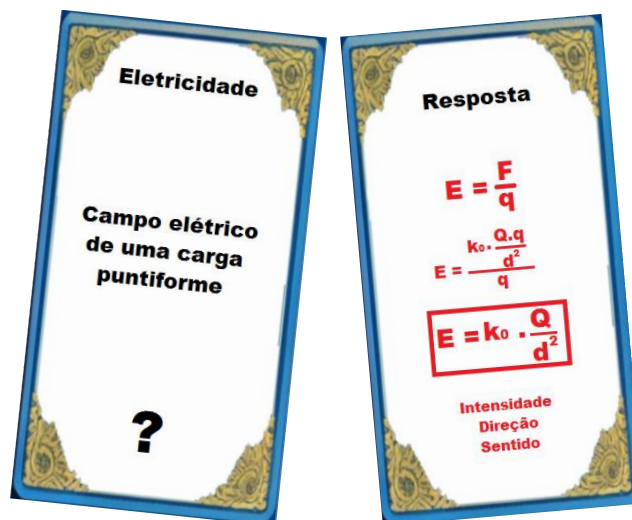 Eletricidade
Campo elétrico
de uma carga
puntiforme
?
Resposta
E = F/q
E = (k₀ · Q.q/d²)/q
E = k₀ · Q/d²
Intensidade
Direção
Sentido